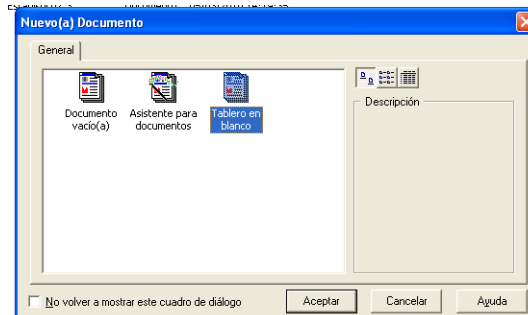 Nuevo(a) Documento
General
Documento vacío(a)
Asistente para documentos
Tablero en blanco
Descripción
No volver a mostrar este cuadro de diálogo
Aceptar
Cancelar
Ayuda